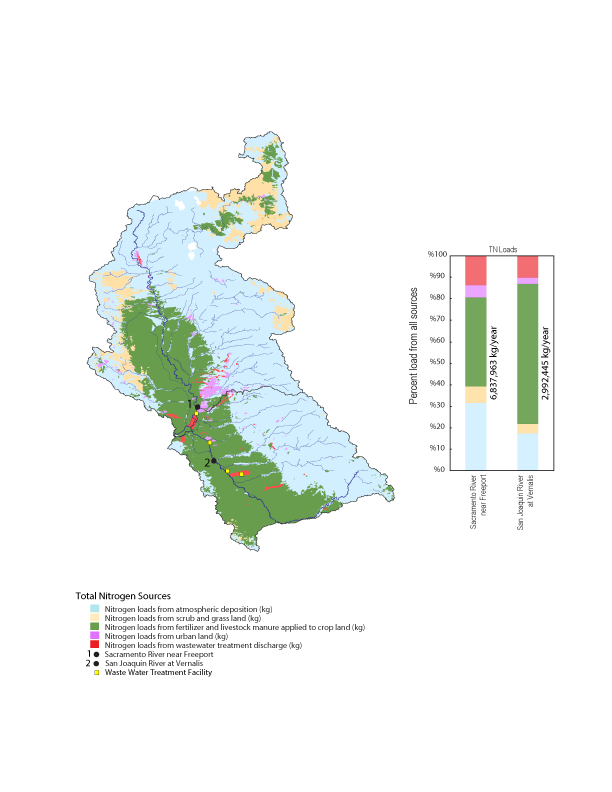 TN Loads
%100
%90
%80
%70
%60
%50
%40
%30
%20
%10
%0
Percent load from all sources
6,837,963 kg/year
2,992,445 kg/year
Sacramento River
near Freeport
San Joaquin River
at Vernalis
1
2
Total Nitrogen Sources
Nitrogen loads from atmospheric deposition (kg)
Nitrogen loads from scrub and grass land (kg)
Nitrogen loads from fertilizer and livestock manure applied to crop land (kg)
Nitrogen loads from urban land (kg)
Nitrogen loads from wastewater treatment discharge (kg)
1 Sacramento River near Freeport
2 San Joaquin River at Vernalis
Waste Water Treatment Facility